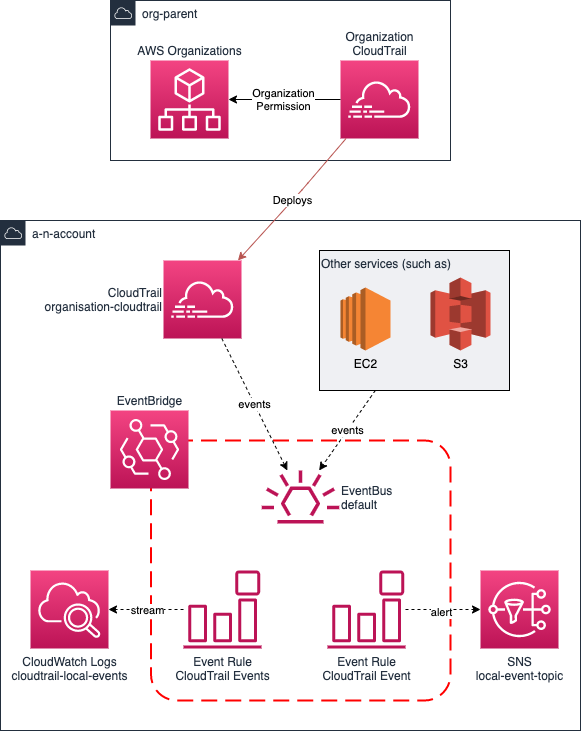 org-parent
AWS Organizations
Organization
CloudTrail
Organization
Permission
Deploys
a-n-account
CloudTrail
organisation-cloudtrail
Other services (such as)
EC2
S3
events
events
EventBridge
EventBus
default
stream
alert
CloudWatch Logs
cloudtrail-local-events
Event Rule
CloudTrail Events
Event Rule
CloudTrail Event
SNS
local-event-topic